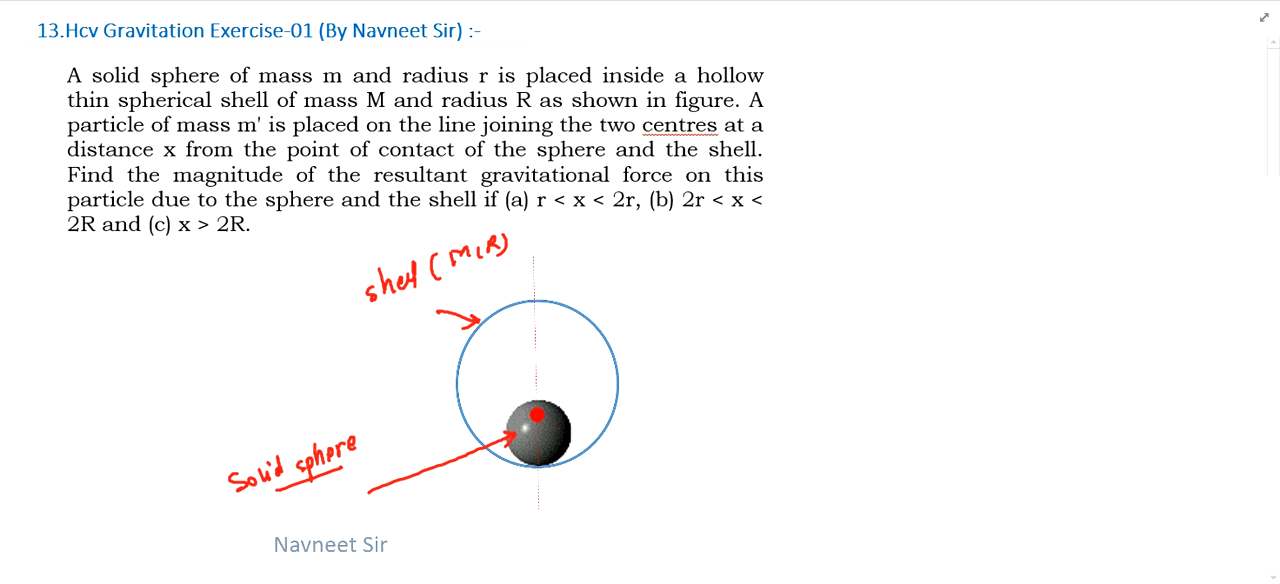 13.Hcv Gravitation Exercise-01 (By Navneet Sir) :-
A solid sphere of mass m and radius r is placed inside a hollow
thin spherical shell of mass M and radius R as shown in figure. A
particle of mass m' is placed on the line joining the two centres at a
distance x from the point of contact of the sphere and the shell.
Find the magnitude of the resultant gravitational force on this
particle due to the sphere and the shell if (a) r < x < 2r, (b) 2r < x <
2R and (c) x > 2R.
shell (M,R)
Solid sphere
Navneet Sir